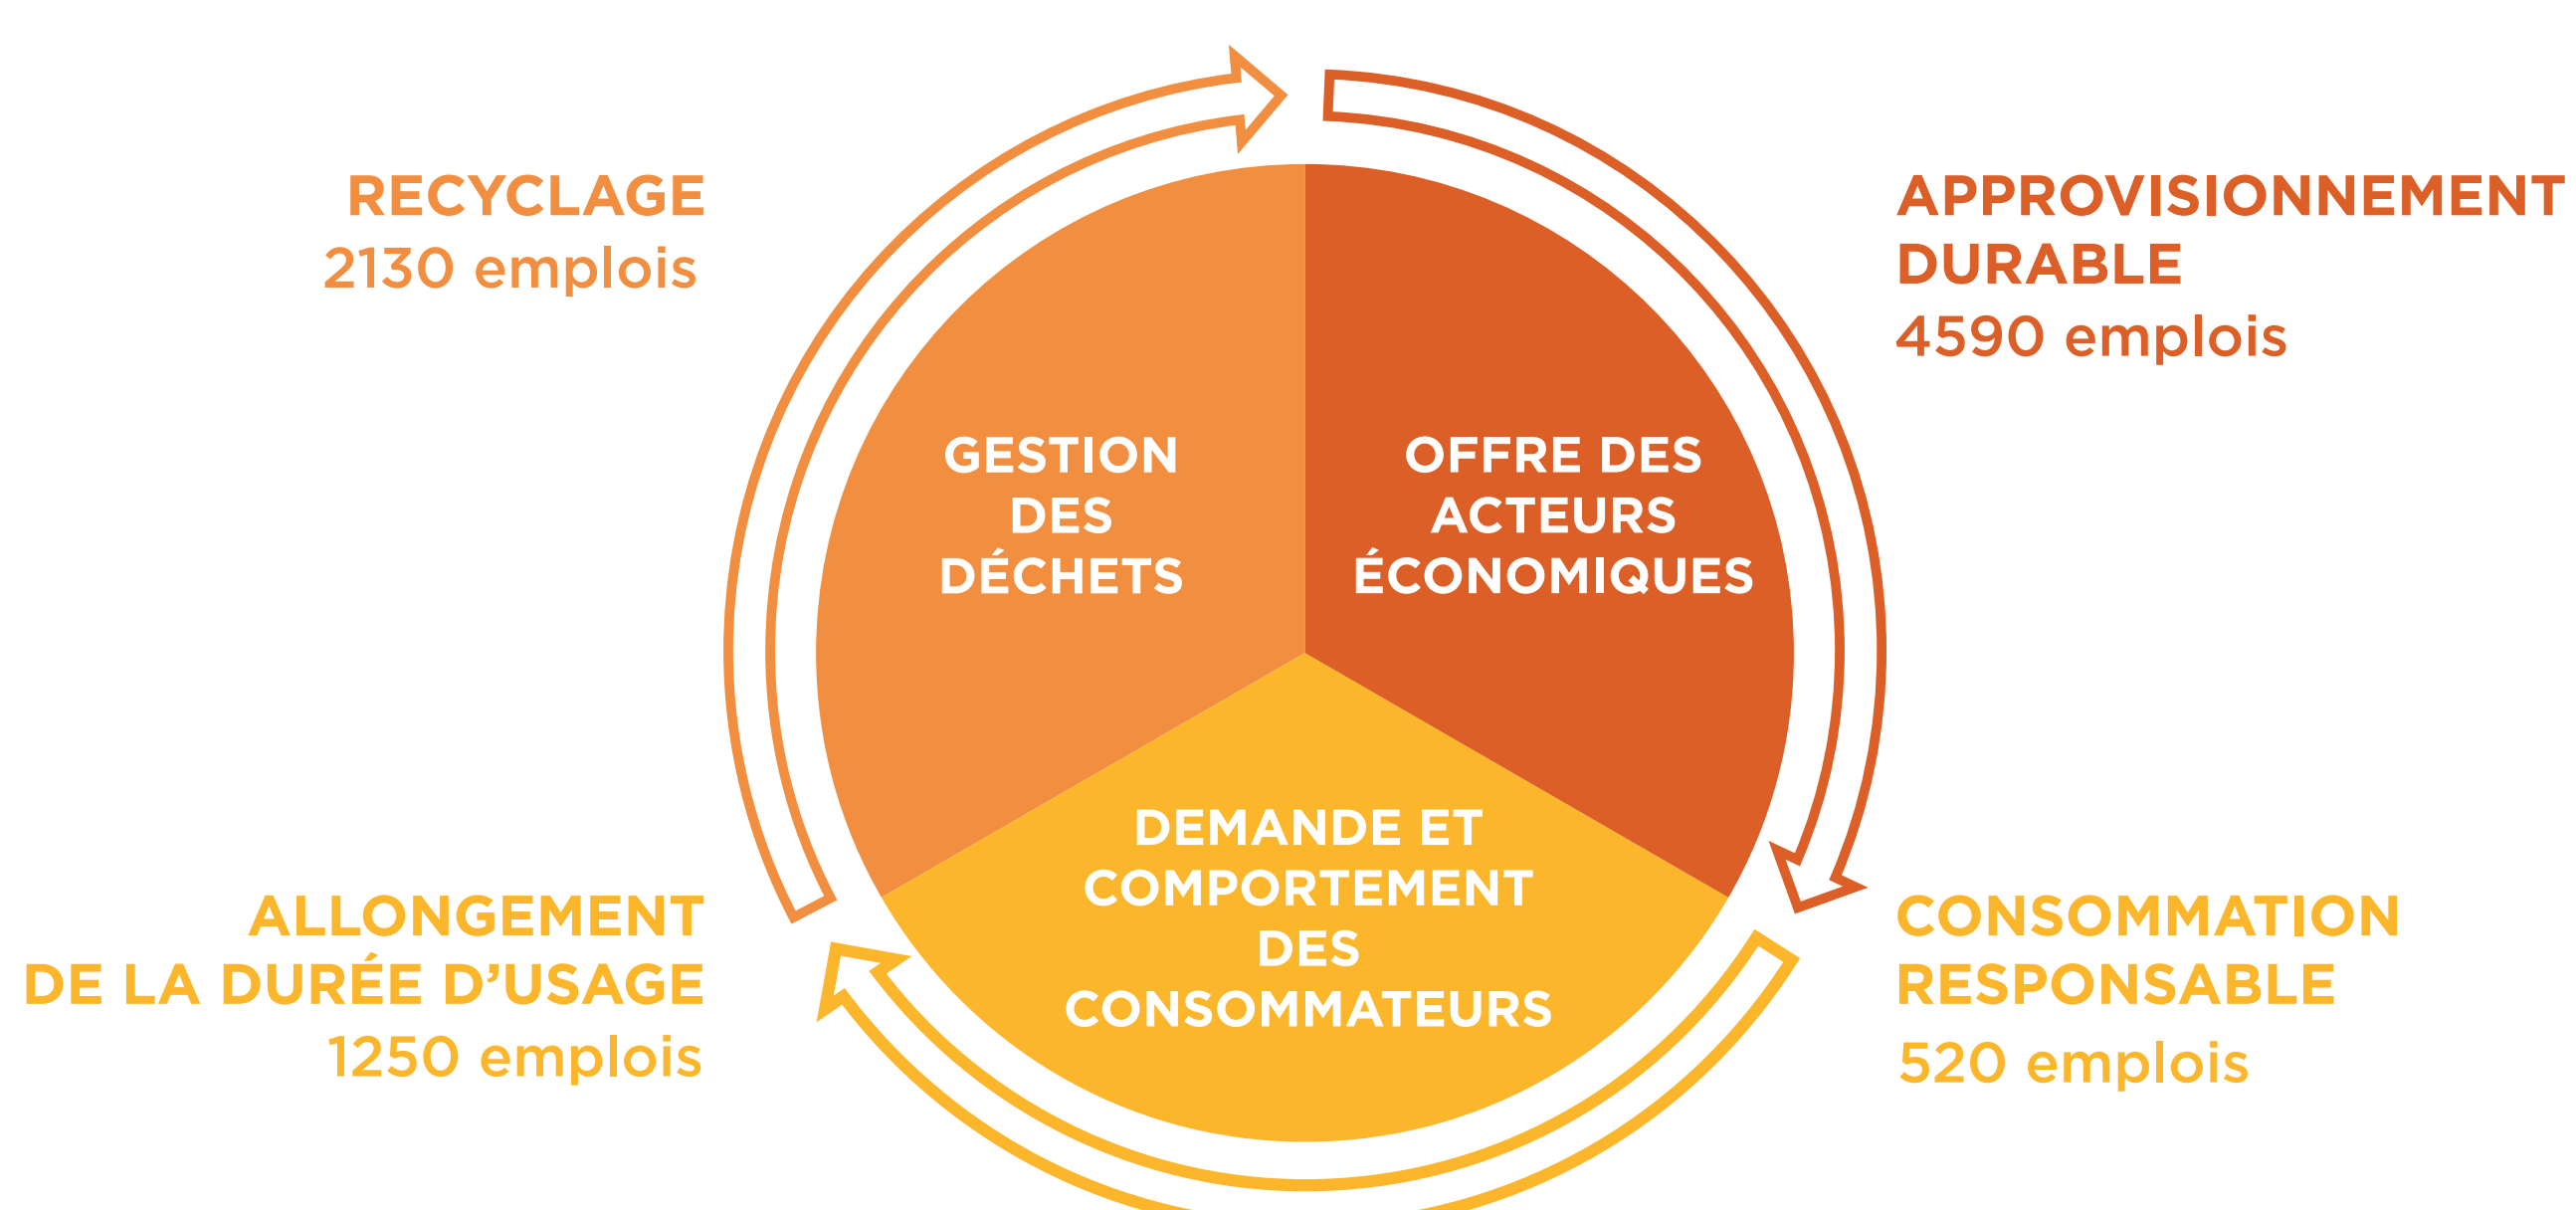 RECYCLAGE
2130 emplois
APPROVISIONNEMENT
DURABLE
4590 emplois
GESTION
DES
DÉCHETS
OFFRE DES
ACTEURS
ÉCONOMIQUES
DEMANDE ET
COMPORTEMENT
DES
CONSOMMATEURS
ALLONGEMENT
DE LA DURÉE D’USAGE
1250 emplois
CONSOMMATION
RESPONSABLE
520 emplois